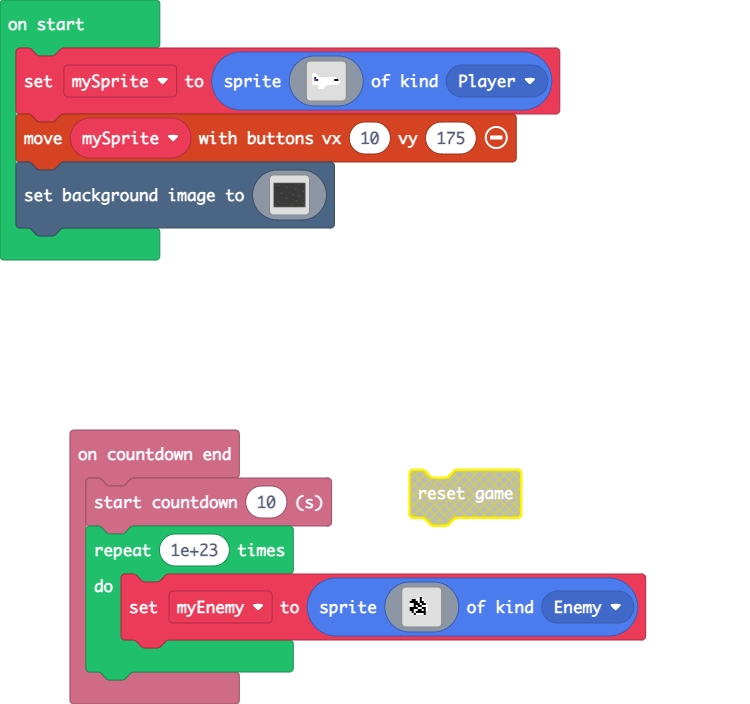 on start
set mySprite to sprite of kind Player
move mySprite with buttons vx 10 vy 175
set background image to
on countdown end
start countdown 10 (s)
reset game
repeat 1e+23 times
do
set myEnemy to sprite of kind Enemy